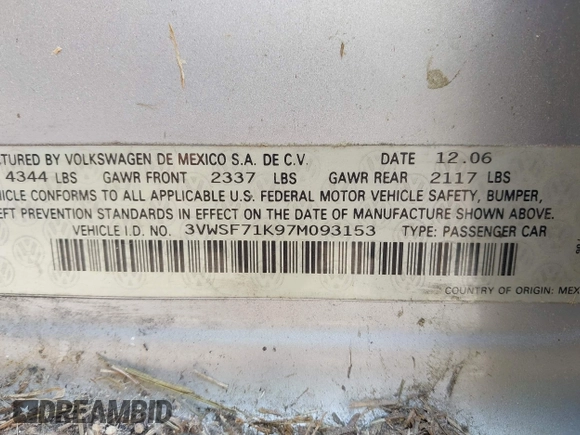 CTURED BY VOLKSWAGEN DE MEXICO S.A. DE C.V. DATE 12.06
4344 LBS GAWR FRONT 2337 LBS GAWR REAR 2117 LBS
HICLE CONFORMS TO ALL APPLICABLE U.S. FEDERAL MOTOR VEHICLE SAFETY, BUMPER,
EFT PREVENTION STANDARDS IN EFFECT ON THE DATE OF MANUFACTURE SHOWN ABOVE.
VEHICLE I.D. NO. 3VWSF71K97M093153 TYPE: PASSENGER CAR
COUNTRY OF ORIGIN: MEX
DREAMBID